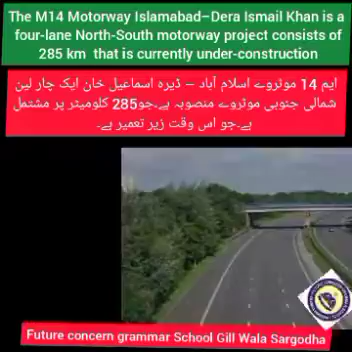 The M14 Motorway Islamabad–Dera Ismail Khan is a
four-lane North-South motorway project consists of
285 km that is currently under-construction
ایم 14 موٹروے اسلام آباد – ڈیرہ اسماعیل خان ایک چار لین
شمالی جنوبی موٹروے منصوبہ ہے۔جو285 کلومیٹر پر مشتمل
ہے۔جو اس وقت زیر تعمیر ہے۔
Future concern grammar School Gill Wala Sargodha